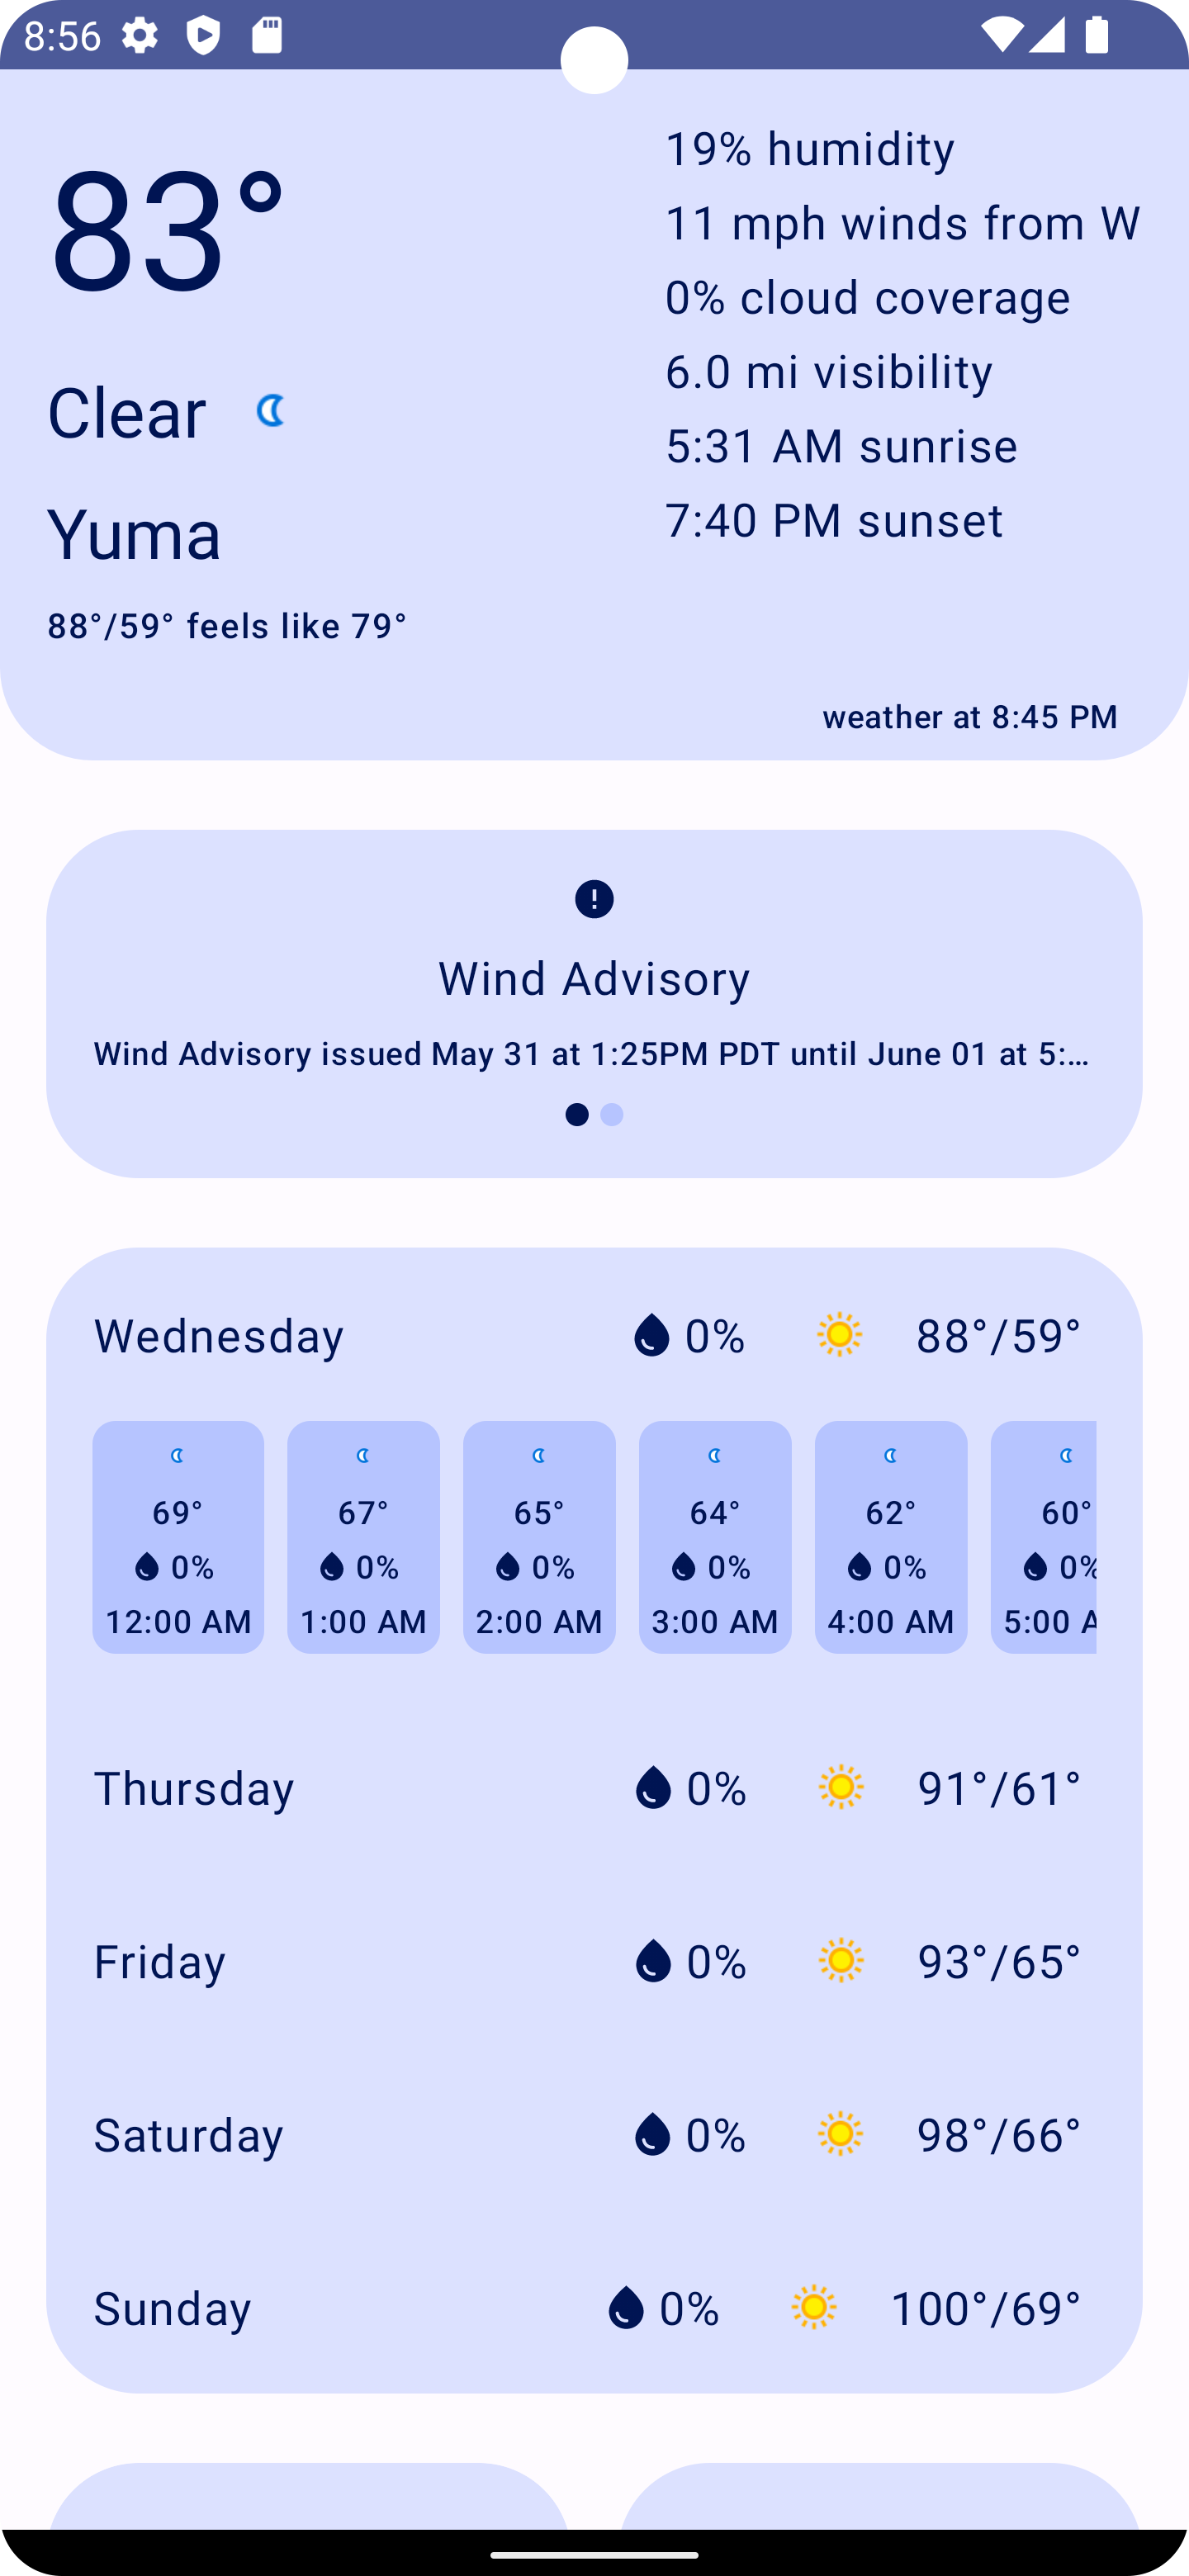 8:56
83°
Clear
Yuma
88°/59° feels like 79°
19% humidity
11 mph winds from W
0% cloud coverage
6.0 mi visibility
5:31 AM sunrise
7:40 PM sunset
weather at 8:45 PM
Wind Advisory
Wind Advisory issued May 31 at 1:25PM PDT until June 01 at 5:…
Wednesday 0% 88°/59°
69° 67° 65° 64° 62° 60°
0% 0% 0% 0% 0% 0%
12:00 AM 1:00 AM 2:00 AM 3:00 AM 4:00 AM 5:00 A
Thursday 0% 91°/61°
Friday 0% 93°/65°
Saturday 0% 98°/66°
Sunday 0% 100°/69°